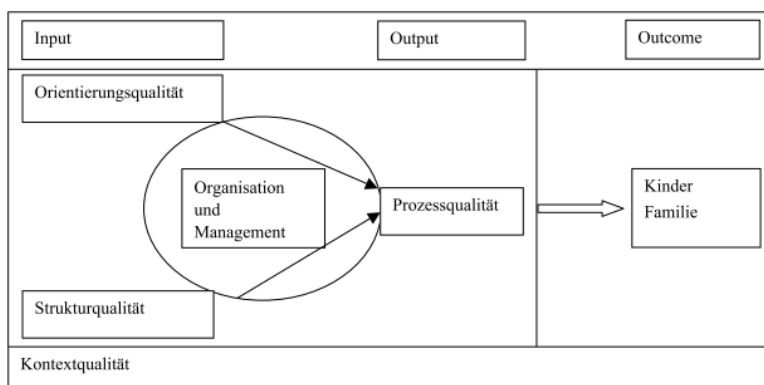 Input
Output
Outcome
Orientierungsqualität
Organisation
und
Management
Prozessqualität
Kinder
Familie
Strukturqualität
Kontextqualität